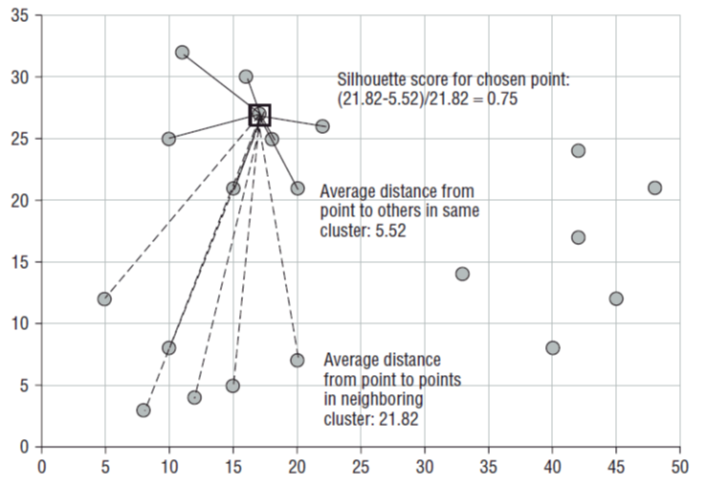 35
30
25
20
15
10
5
0
Silhouette score for chosen point:
(21.82-5.52)/21.82 = 0.75
Average distance from
point to others in same
cluster: 5.52
Average distance
from point to points
in neighboring
cluster: 21.82
0 5 10 15 20 25 30 35 40 45 50